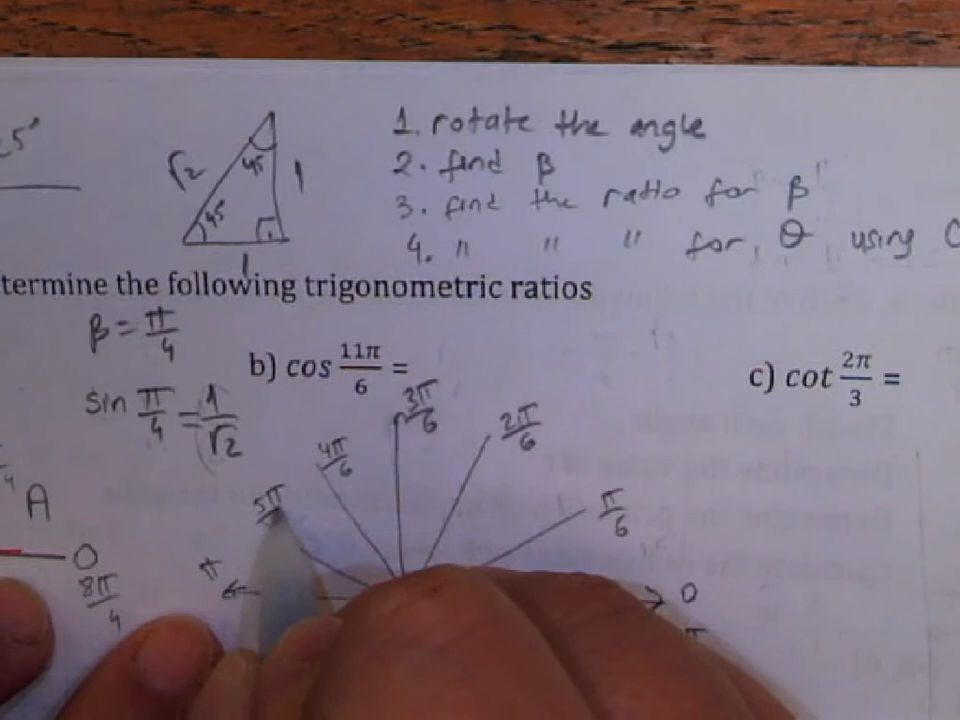 5°
√2 45 1
45
1
1. rotate the angle
2. find β
3. find the ratio for β
4. " " " for θ using
termine the following trigonometric ratios
β = π/4
sin π/4 = 1/√2
b) cos 11π/6 =
c) cot 2π/3 =
3π/6
4π/6
2π/6
5π
π/6
A
0
8π/4
π
0